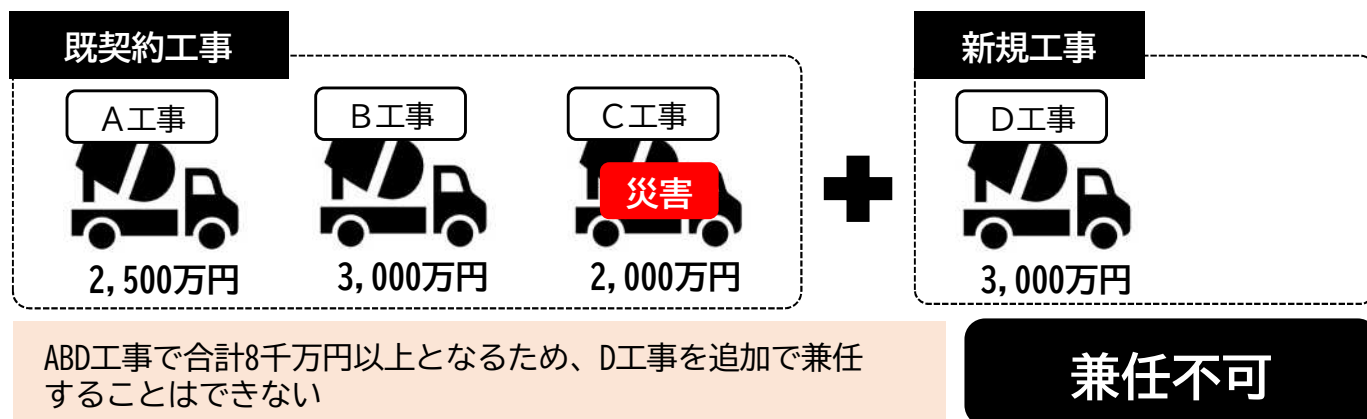 既契約工事
新規工事
Ａ工事
Ｂ工事
Ｃ工事
Ｄ工事
災害
2,500万円
3,000万円
2,000万円
3,000万円
ABD工事で合計8千万円以上となるため、D工事を追加で兼任
することはできない
兼任不可